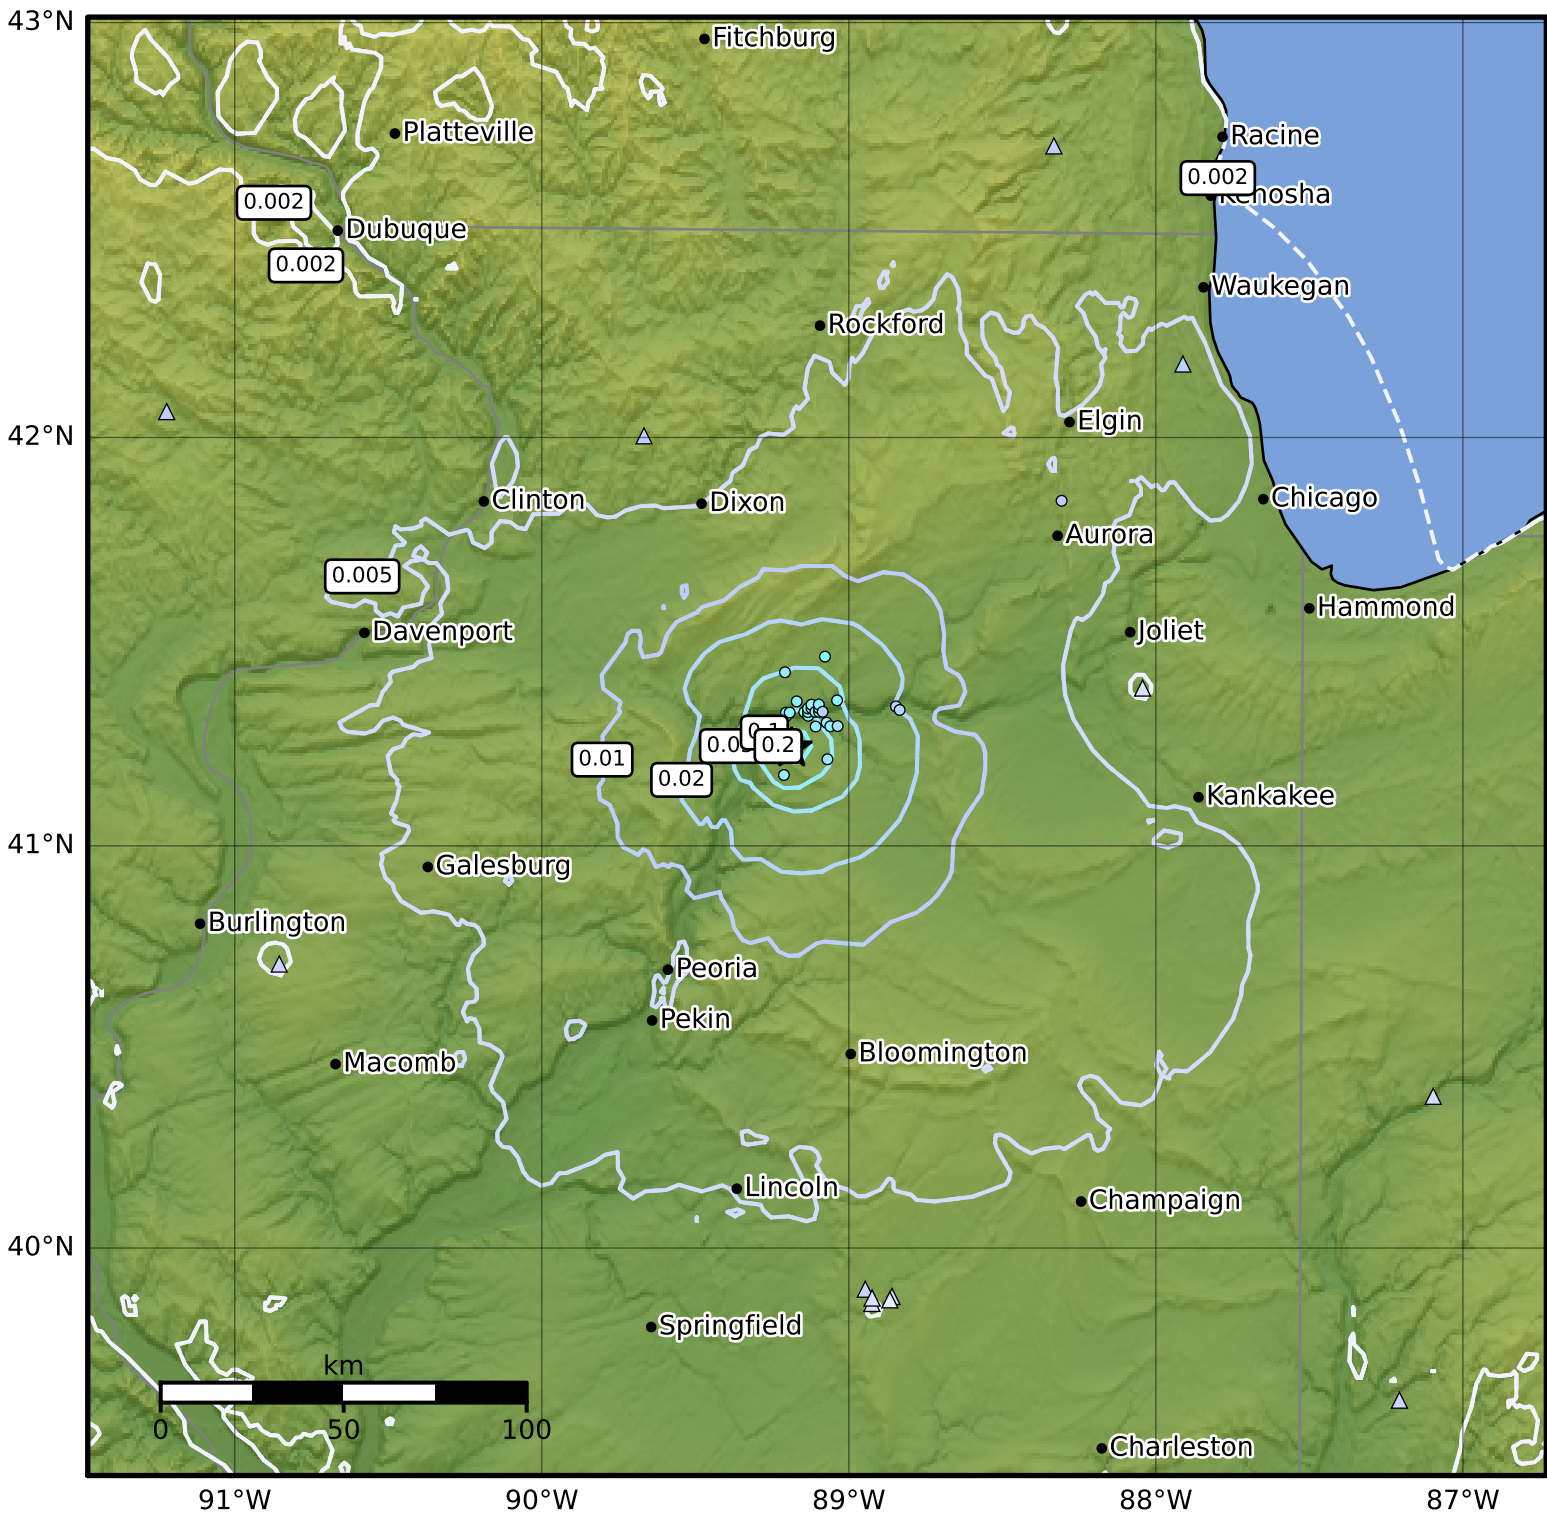 43°N
Fitchburg
Platteville
Racine
0.002
Kenosha
0.002
Dubuque
0.002
Waukegan
Rockford
Elgin
42°N
Clinton
Dixon
Chicago
Aurora
0.005
Davenport
Hammond
Joliet
0.01
0.2
0.02
Kankakee
41°N
Galesburg
Burlington
Peoria
Pekin
Macomb
Bloomington
Lincoln
Champaign
40°N
Springfield
km
0 50 100
Charleston
91°W 90°W 89°W 88°W 87°W